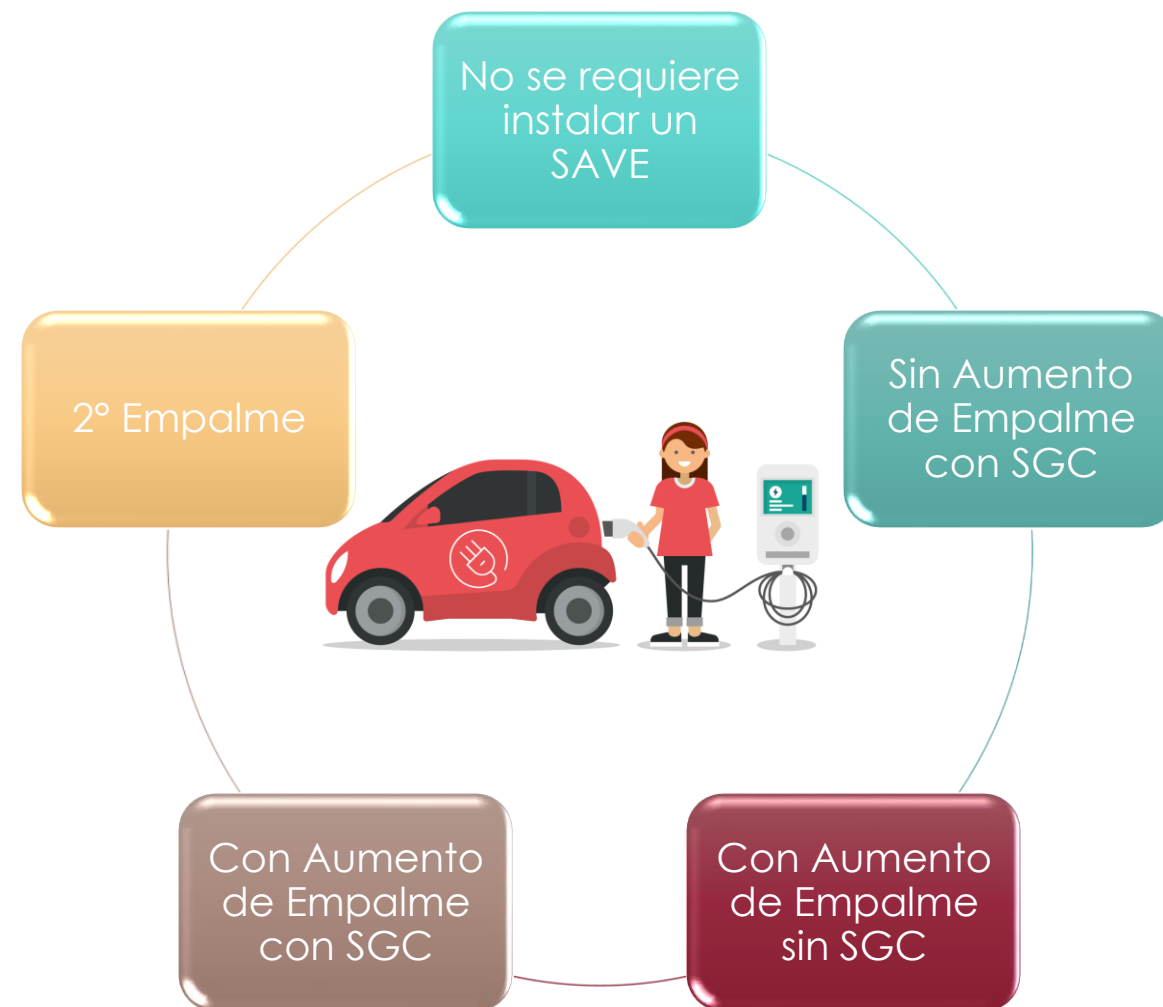 No se requiere
instalar un
SAVE
Sin Aumento
de Empalme
con SGC
Con Aumento
de Empalme
sin SGC
Con Aumento
de Empalme
con SGC
2° Empalme